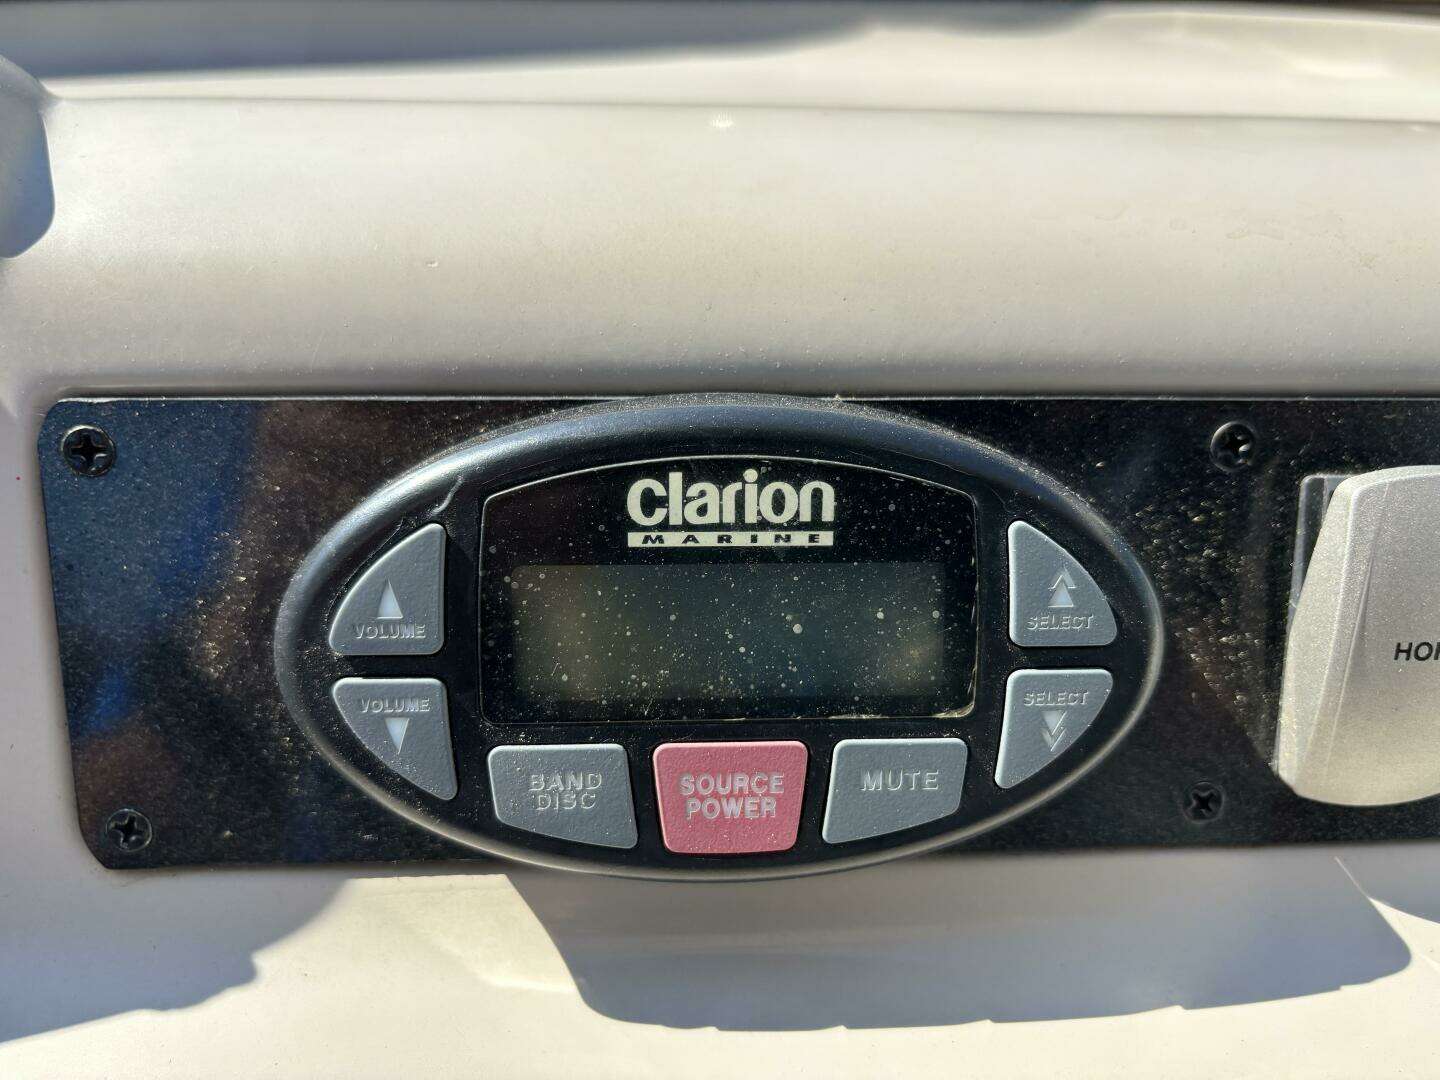 clarion
MARINE
VOLUME
SELECT
VOLUME
SELECT
BAND
DISC
SOURCE
POWER
MUTE